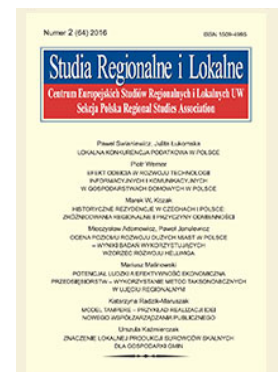 Numer 2 (64) 2016
ISSN 1509-4995
Studia Regionalne i Lokalne
Centrum Europejskich Studiów Regionalnych i Lokalnych UW
Sekcja Polska Regional Studies Association
Paweł Swianiewicz, Julita Łukomska
LOKALNA KONKURENCJA PODATKOWA W POLSCE
Piotr Werner
EFEKT ODBICIA W ROZWOJU TECHNOLOGII
INFORMACYJNYCH I KOMUNIKACYJNYCH
W GOSPODARSTWACH DOMOWYCH W POLSCE
Marek W. Kozak
HISTORYCZNE REZYDENCJE W CZECHACH I POLSCE:
ZRÓŻNICOWANIA REGIONALNE I PRZYCZYNY ODMIENNOŚCI
Mieczysław Adamowicz, Paweł Janulewicz
OCENA POZIOMU ROZWOJU DUŻYCH MIAST W POLSCE
– WYNIKI BADAŃ WYKORZYSTUJĄCYCH
WZORZEC ROZWOJU HELLWIGA
Mariusz Malinowski
POTENCJAŁ LUDZKI A EFEKTYWNOŚĆ EKONOMICZNA
PRZEDSIĘBIORSTW – WYKORZYSTANIE METOD TAKSONOMICZNYCH
W UJĘCIU REGIONALNYM
Katarzyna Radzik-Maruszak
MODEL TAMPERE – PRZYKŁAD REALIZACJI IDEI
NOWEGO WSPÓŁZARZĄDZANIA PUBLICZNEGO
Urszula Kaźmierczak
ZNACZENIE LOKALNEJ PRODUKCJI SUROWCÓW SKALNYCH
DLA GOSPODARKI GMIN